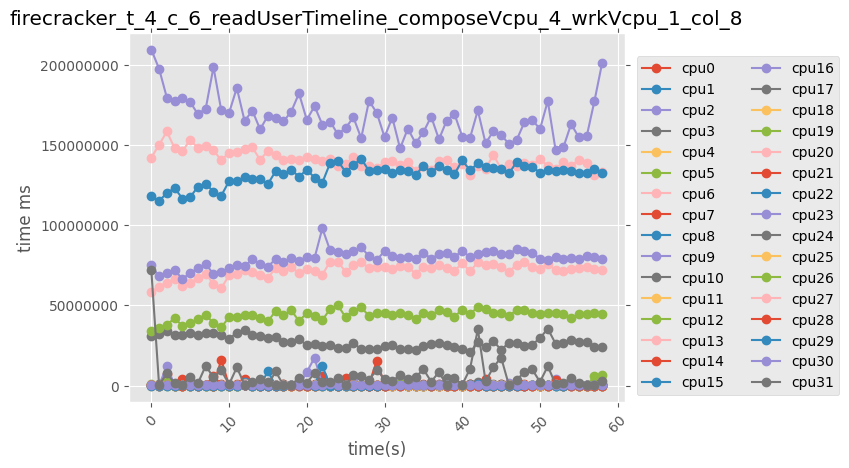 firecracker_t_4_c_6_readUserTimeline_composeVcpu_4_wrkVcpu_1_col_8
time ms
200000000
150000000
100000000
50000000
0
0
10
20
30
40
50
60
time(s)
cpu0
cpu1
cpu2
cpu3
cpu4
cpu5
cpu6
cpu7
cpu8
cpu9
cpu10
cpu11
cpu12
cpu13
cpu14
cpu15
cpu16
cpu17
cpu18
cpu19
cpu20
cpu21
cpu22
cpu23
cpu24
cpu25
cpu26
cpu27
cpu28
cpu29
cpu30
cpu31